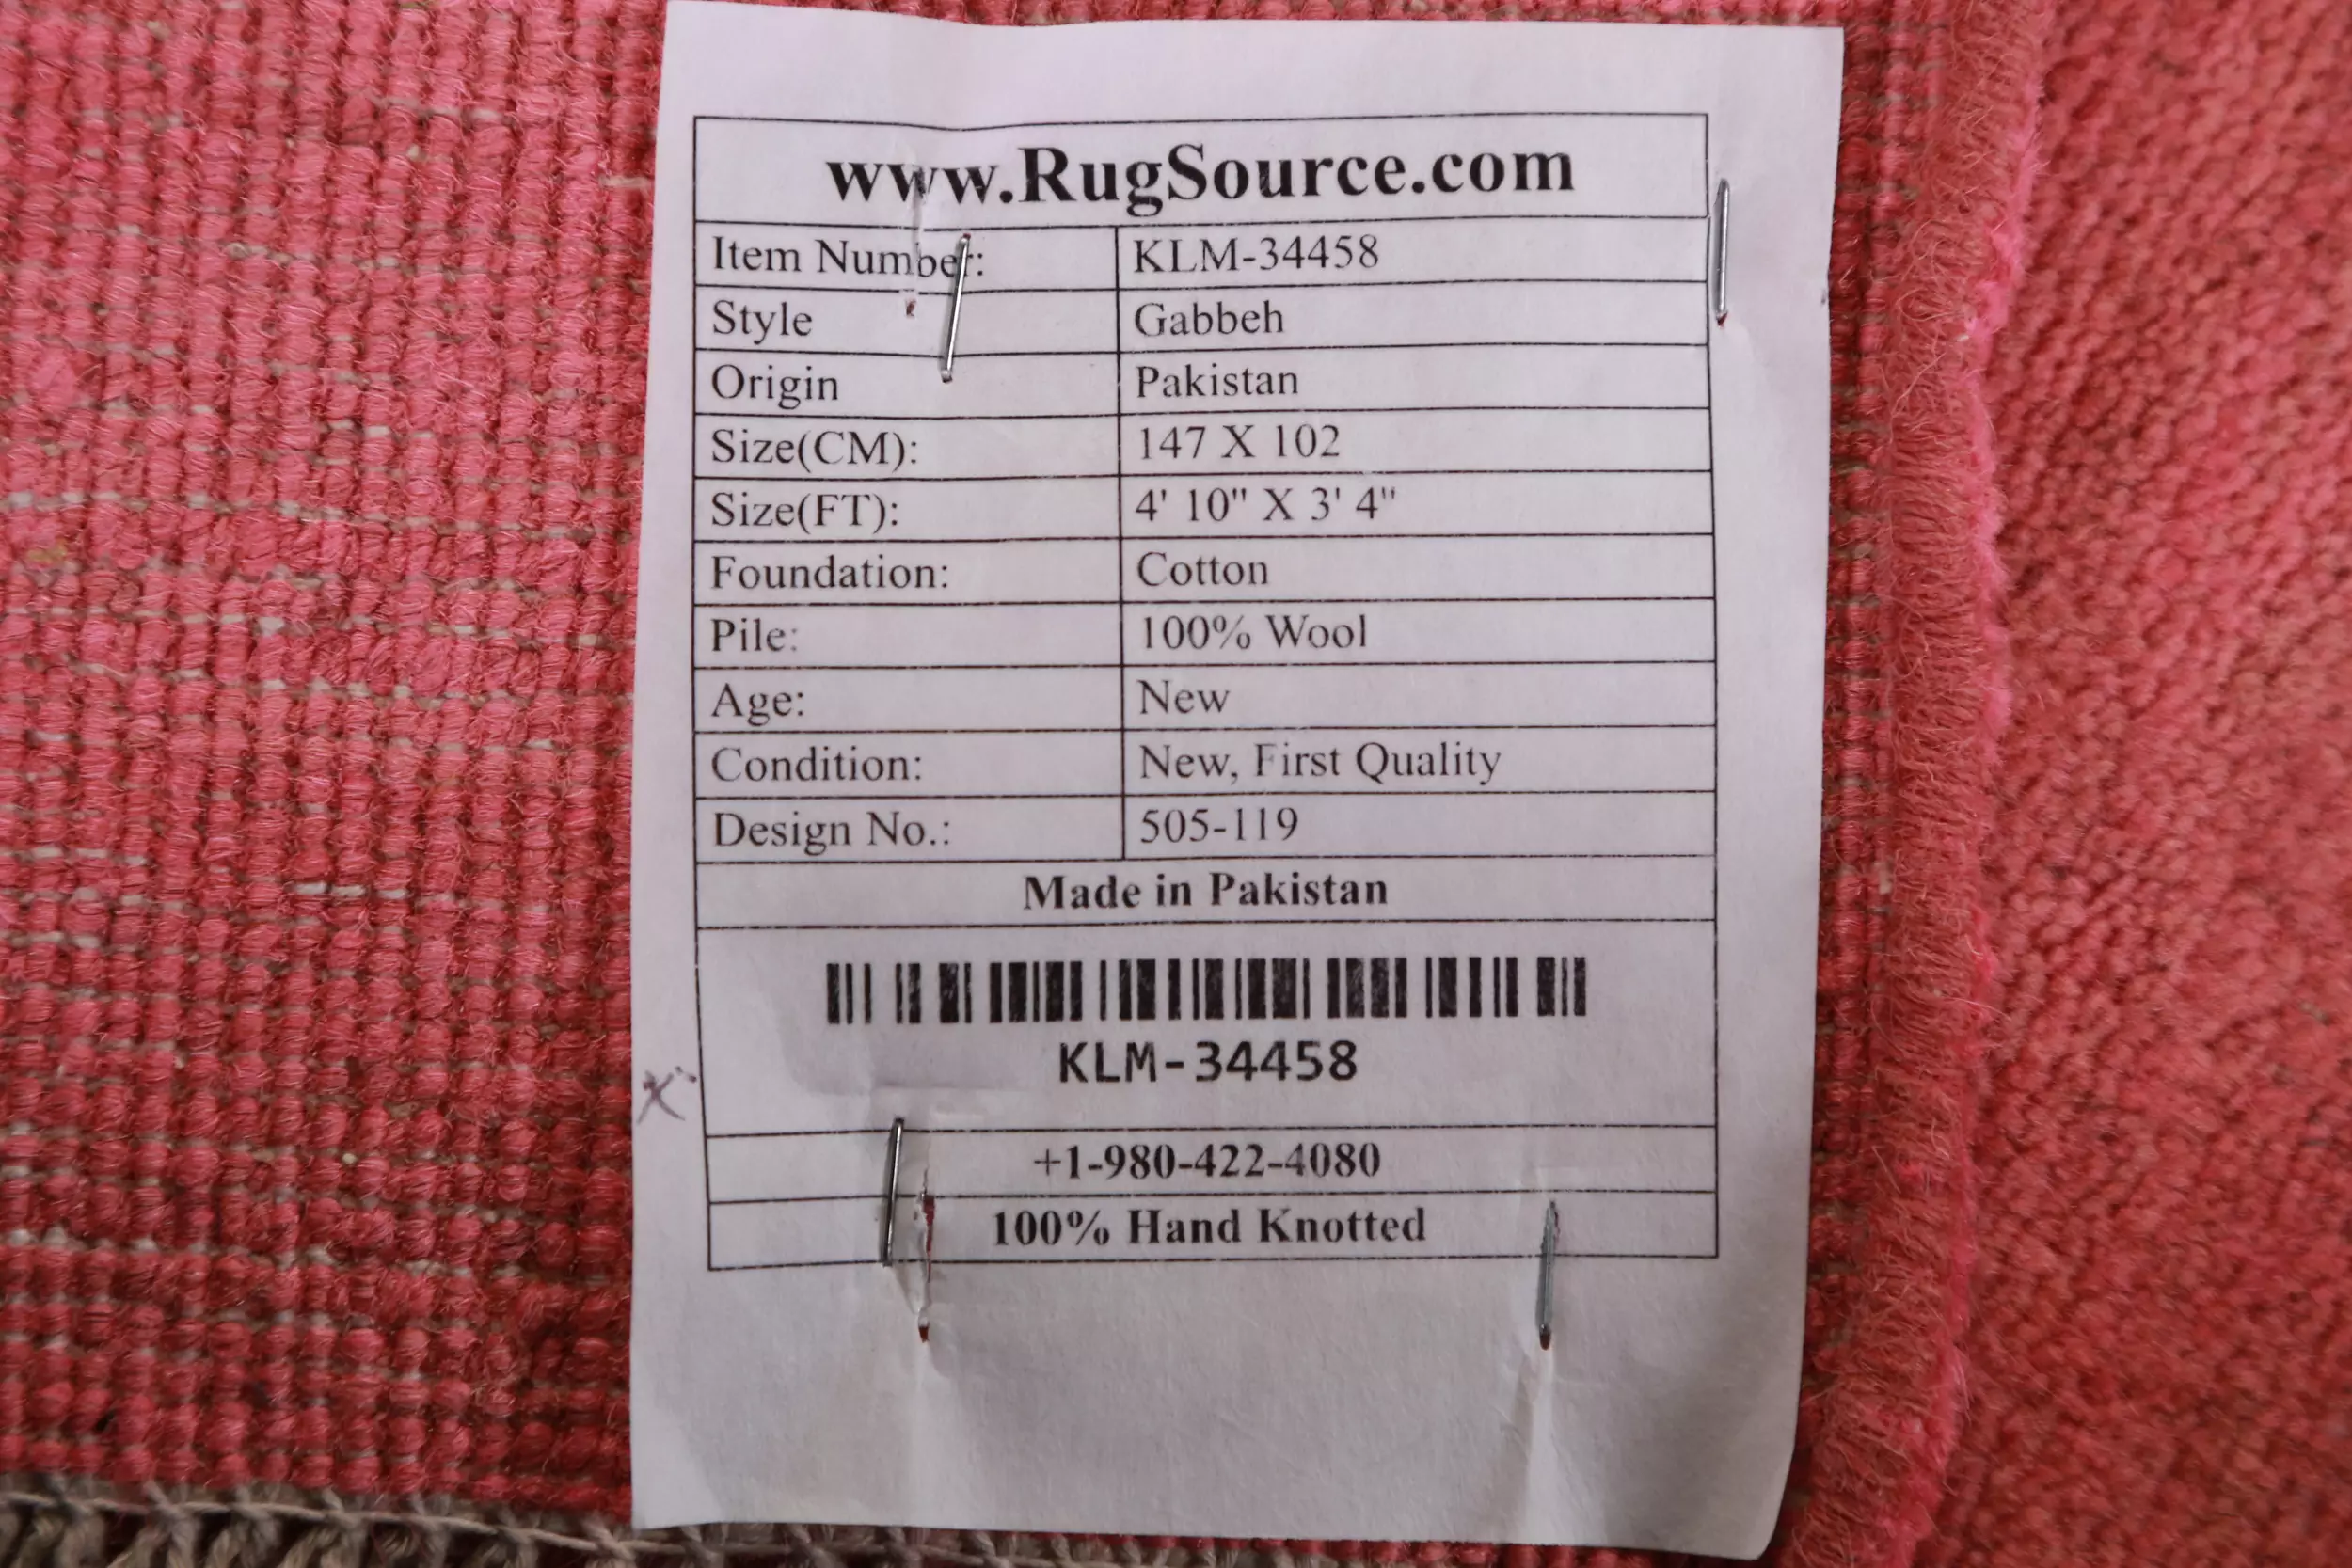 www.RugSource.com
Item Number: KLM-34458
Style Gabbeh
Origin Pakistan
Size(CM): 147 X 102
Size(FT): 4' 10" X 3' 4"
Foundation: Cotton
Pile: 100% Wool
Age: New
Condition: New, First Quality
Design No.: 505-119
Made in Pakistan
KLM-34458
X
+1-980-422-4080
100% Hand Knotted